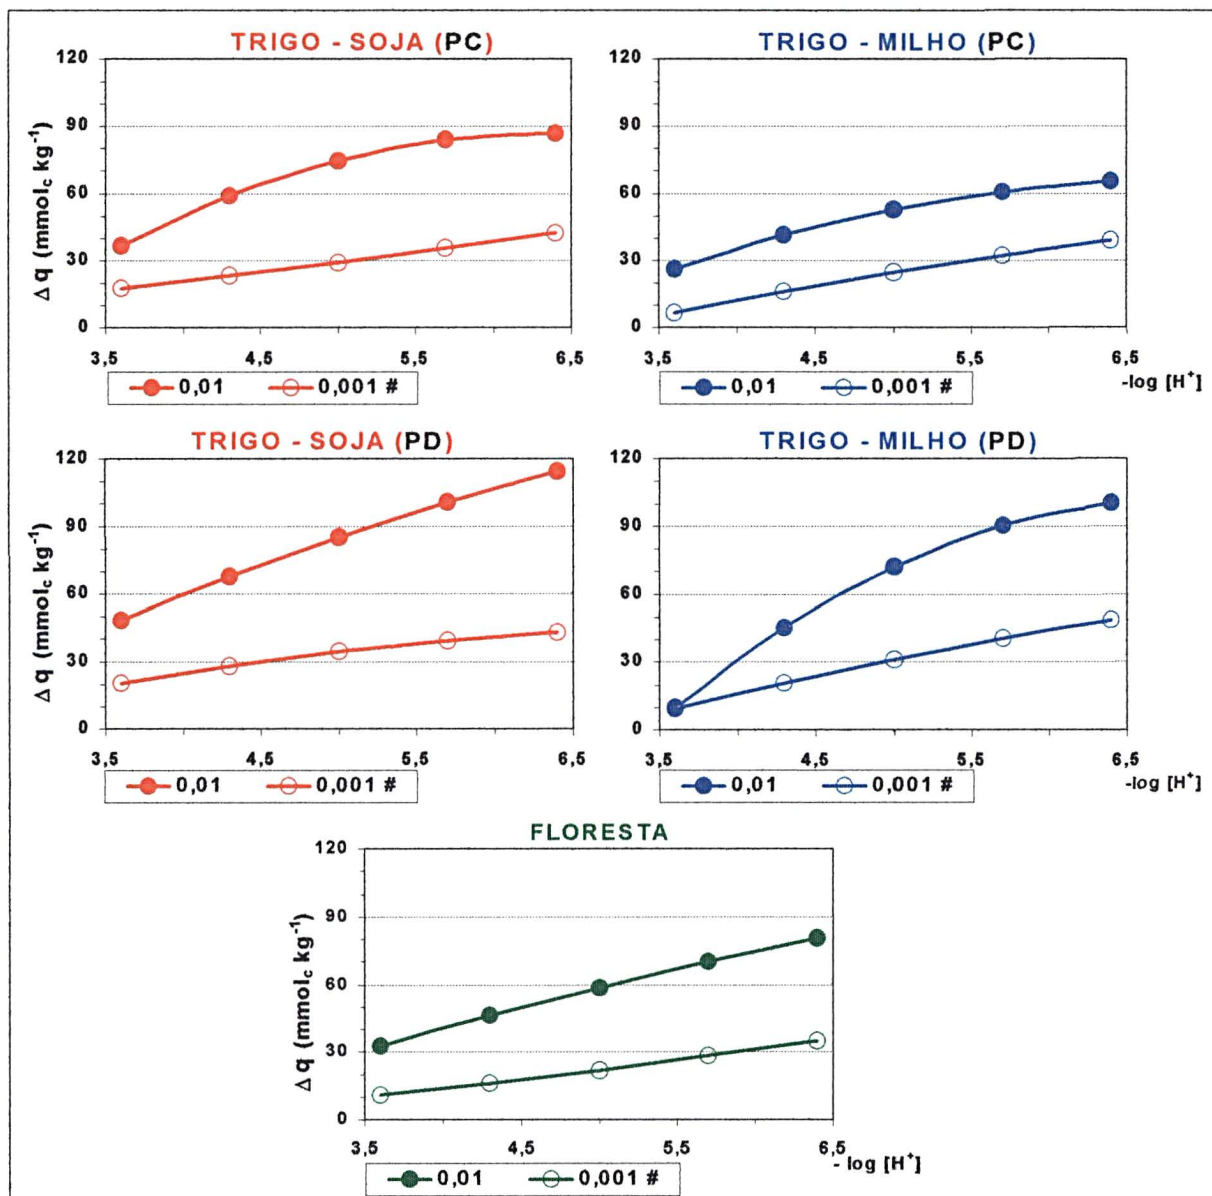 TRIGO - SOJA (PC)
120
90
60
30
0
Δ q (mmolc kg-1)
3,5 4,5 5,5 6,5
0,01 0,001 #
TRIGO - MILHO (PC)
120
90
60
30
0
3,5 4,5 5,5 6,5
-log [H+]
0,01 0,001 #
TRIGO - SOJA (PD)
120
90
60
30
0
Δ q (mmolc kg-1)
3,5 4,5 5,5 6,5
0,01 0,001 #
TRIGO - MILHO (PD)
120
90
60
30
0
3,5 4,5 5,5 6,5
-log [H+]
0,01 0,001 #
FLORESTA
120
90
60
30
0
Δ q (mmolc kg-1)
3,5 4,5 5,5 6,5
- log [H+]
0,01 0,001 #